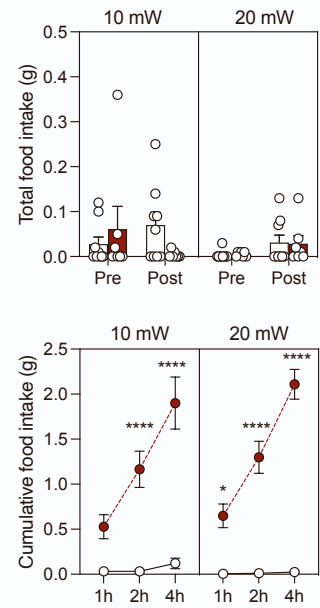 10 mW 20 mW
Total food intake (g)
0.5
0.4
0.3
0.2
0.1
0.0
Pre Post Pre Post
10 mW 20 mW
Cumulative food intake (g)
2.5
2.0
1.5
1.0
0.5
0.0
**** ****
**** ****
*
1h 2h 4h 1h 2h 4h